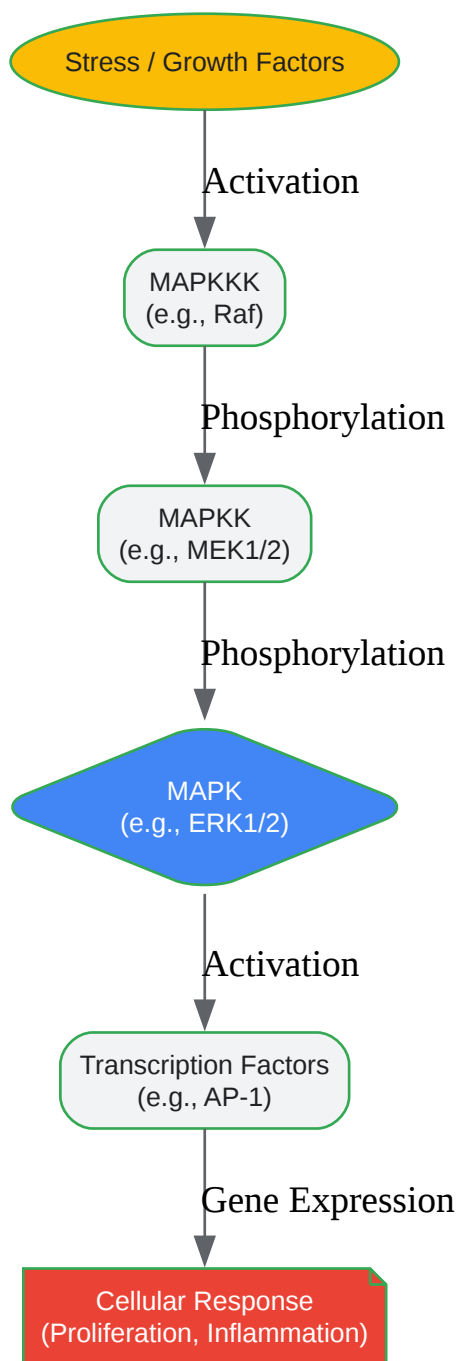 Stress / Growth Factors
Activation
MAPKKK
(e.g., Raf)
Phosphorylation
MAPKK
(e.g., MEK1/2)
Phosphorylation
MAPK
(e.g., ERK1/2)
Activation
Transcription Factors
(e.g., AP-1)
Gene Expression
Cellular Response
(Proliferation, Inflammation)